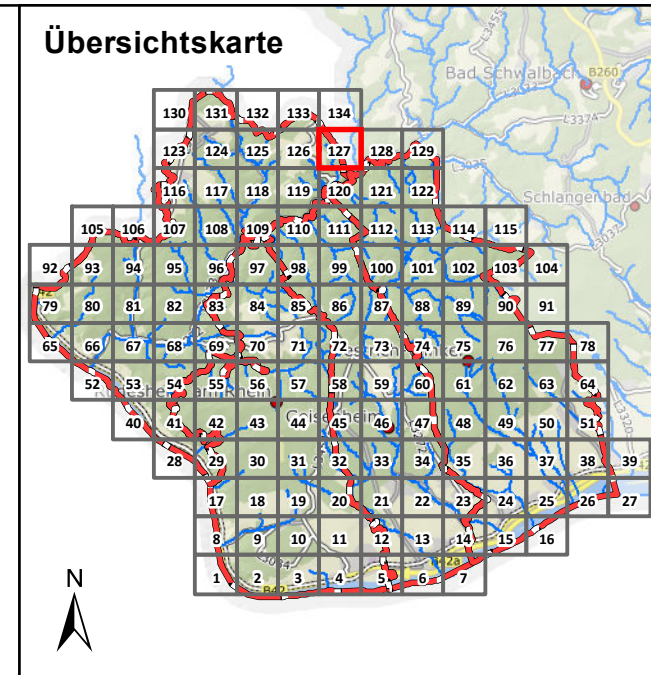 Übersichtskarte
Bad Schwalbach
B260
L3374
L3035
Schlangenbad
L3037
130 131 132 133 134
123 124 125 126 127 128 129
116 117 118 119 120 121 122
105 106 107 108 109 110 111 112 113 114 115
92 93 94 95 96 97 98 99 100 101 102 103 104
79 80 81 82 83 84 85 86 87 88 89 90 91
65 66 67 68 69 70 71 72 73 74 75 76 77 78
52 53 54 55 56 57 58 59 60 61 62 63 64
40 41 42 43 44 45 46 47 48 49 50 51
28 29 30 31 32 33 34 35 36 37 38 39
17 18 19 20 21 22 23 24 25 26 27
8 9 10 11 12 13 14 15 16
1 2 3 4 5 6 7
Geisenheim
L3320
L3034
B42
B42a
N